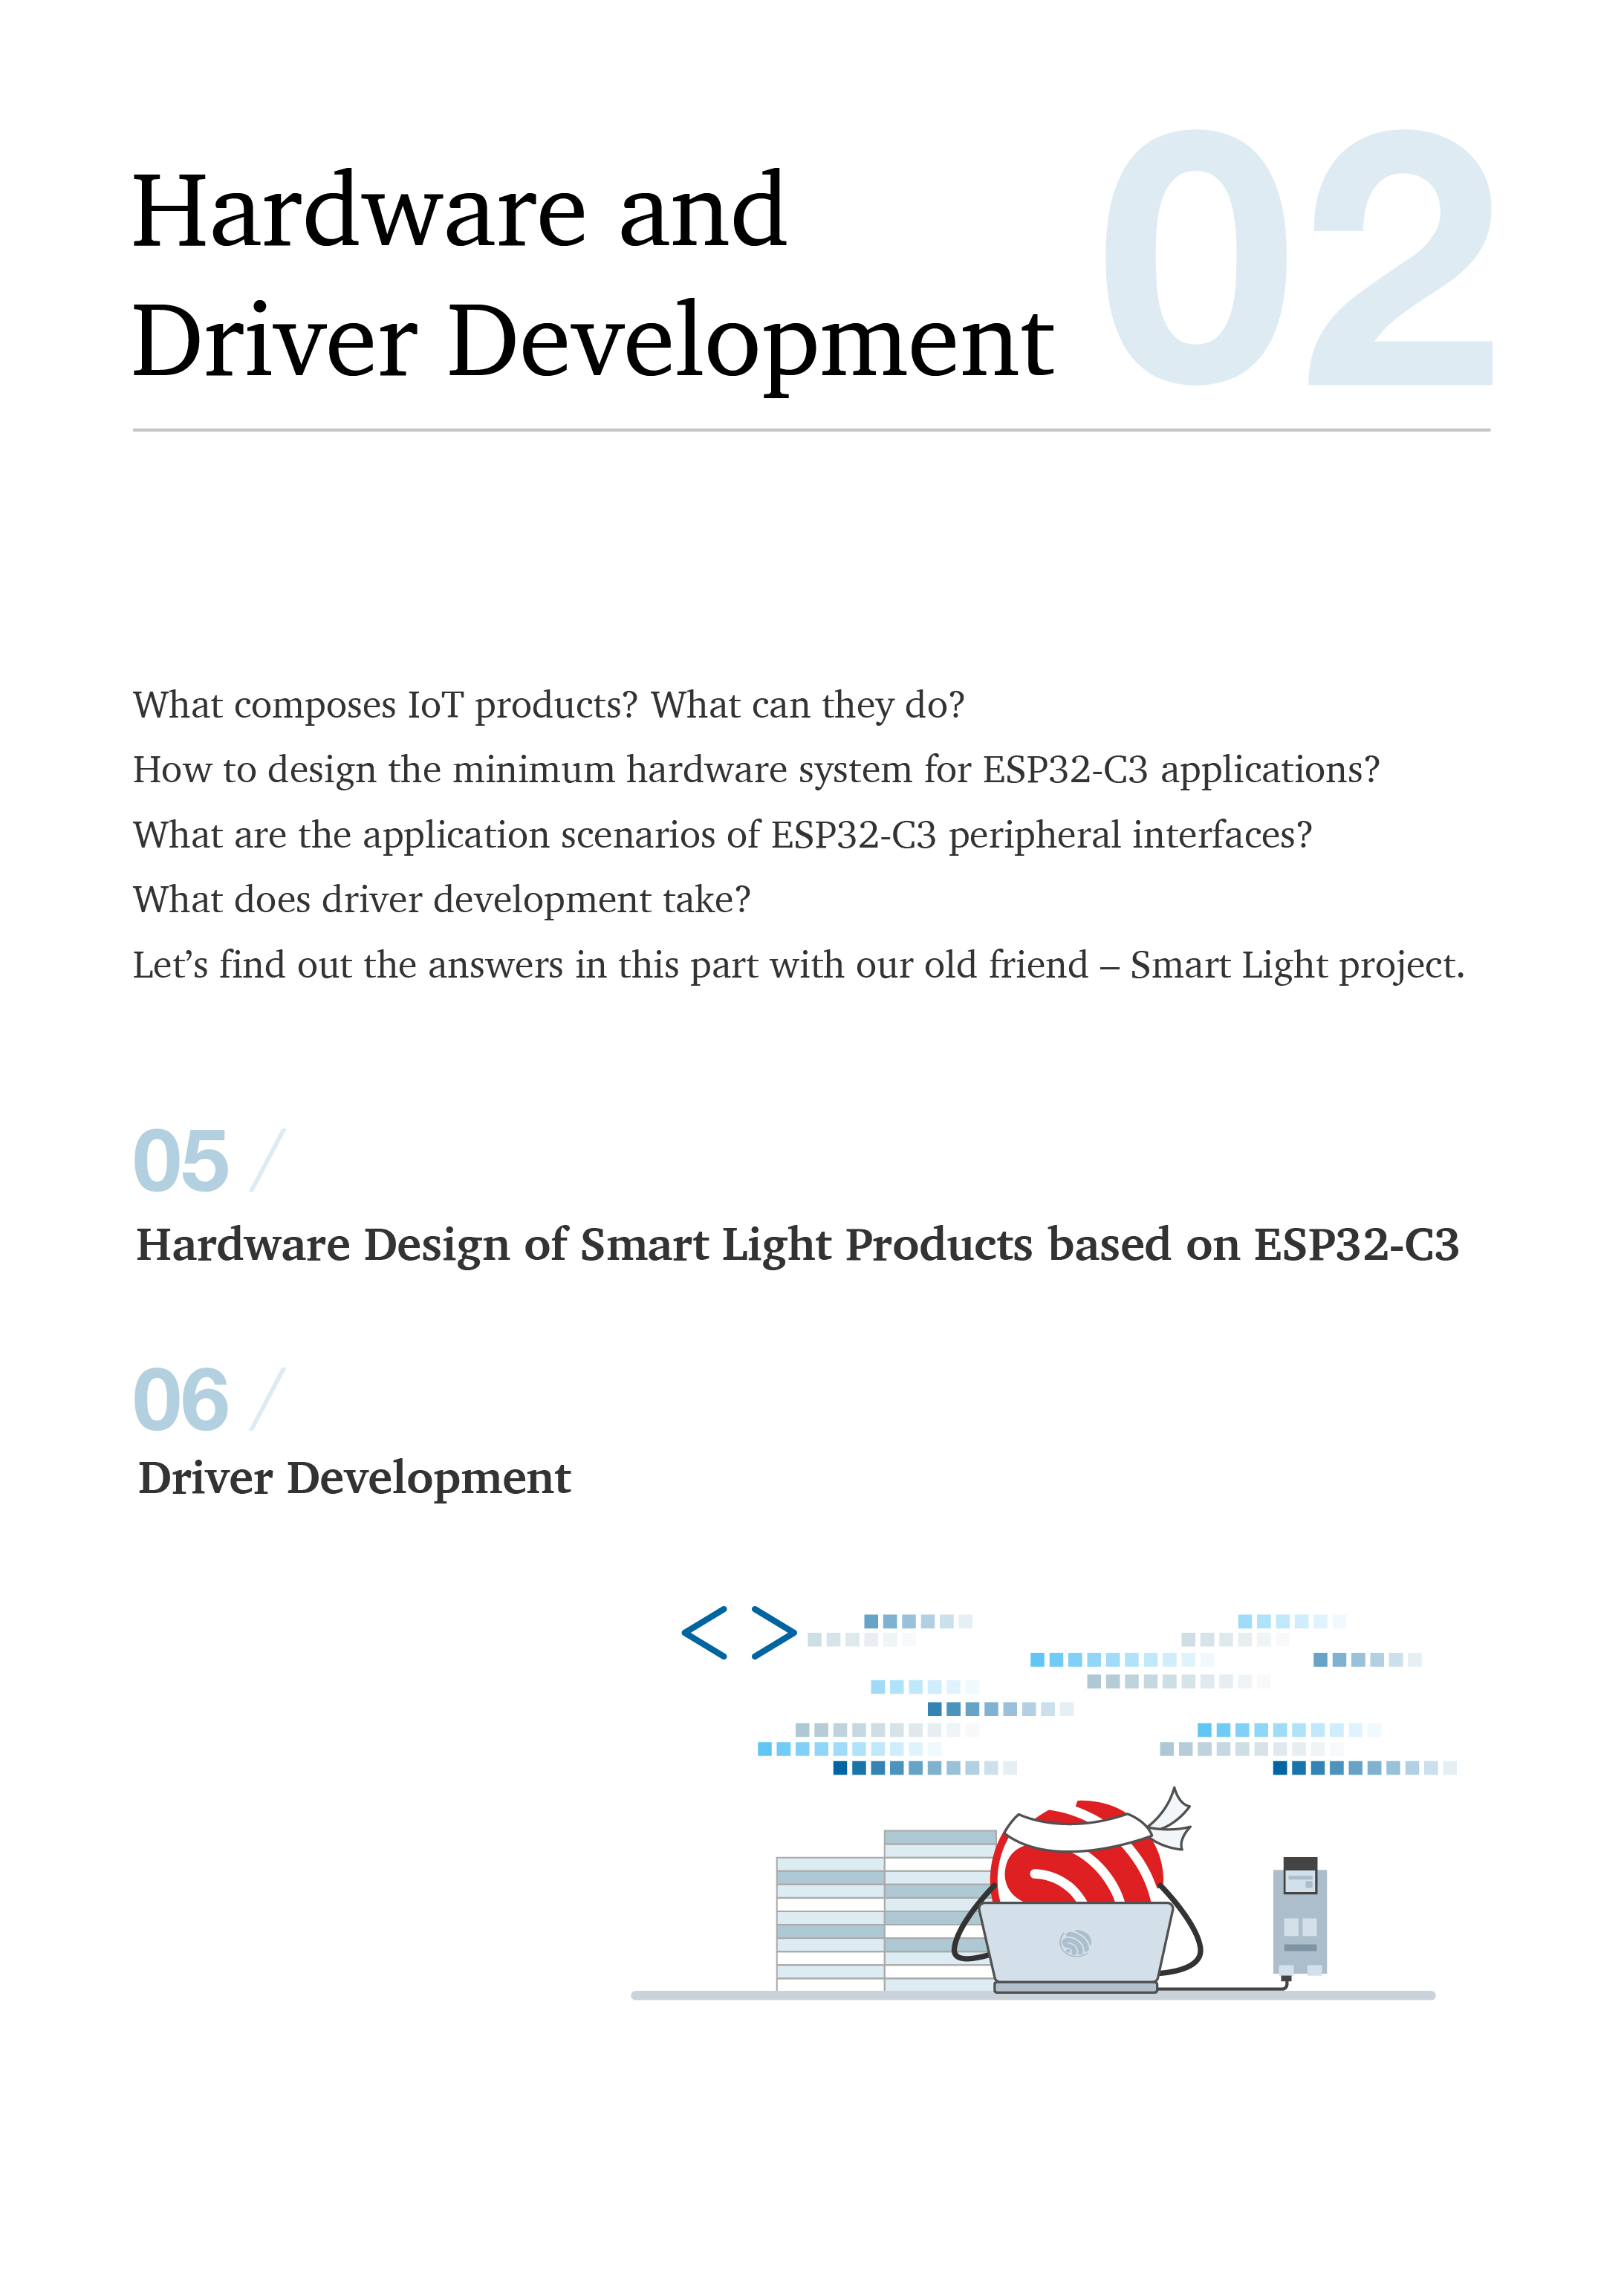 Hardware and
Driver Development
02
What composes IoT products? What can they do?
How to design the minimum hardware system for ESP32-C3 applications?
What are the application scenarios of ESP32-C3 peripheral interfaces?
What does driver development take?
Let’s find out the answers in this part with our old friend – Smart Light project.
05 /
Hardware Design of Smart Light Products based on ESP32-C3
06 /
Driver Development
< >